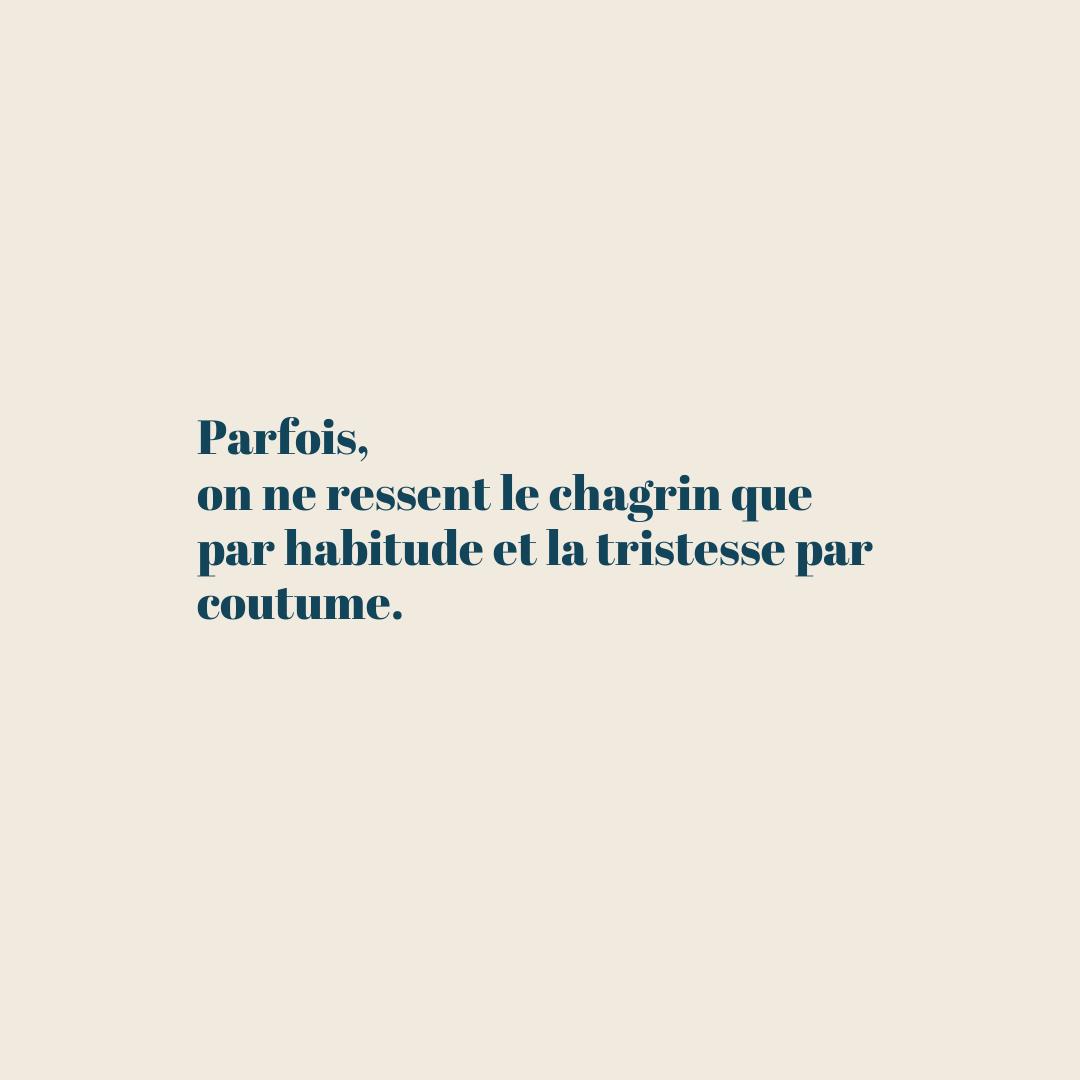 Parfois,
on ne ressent le chagrin que
par habitude et la tristesse par
coutume.